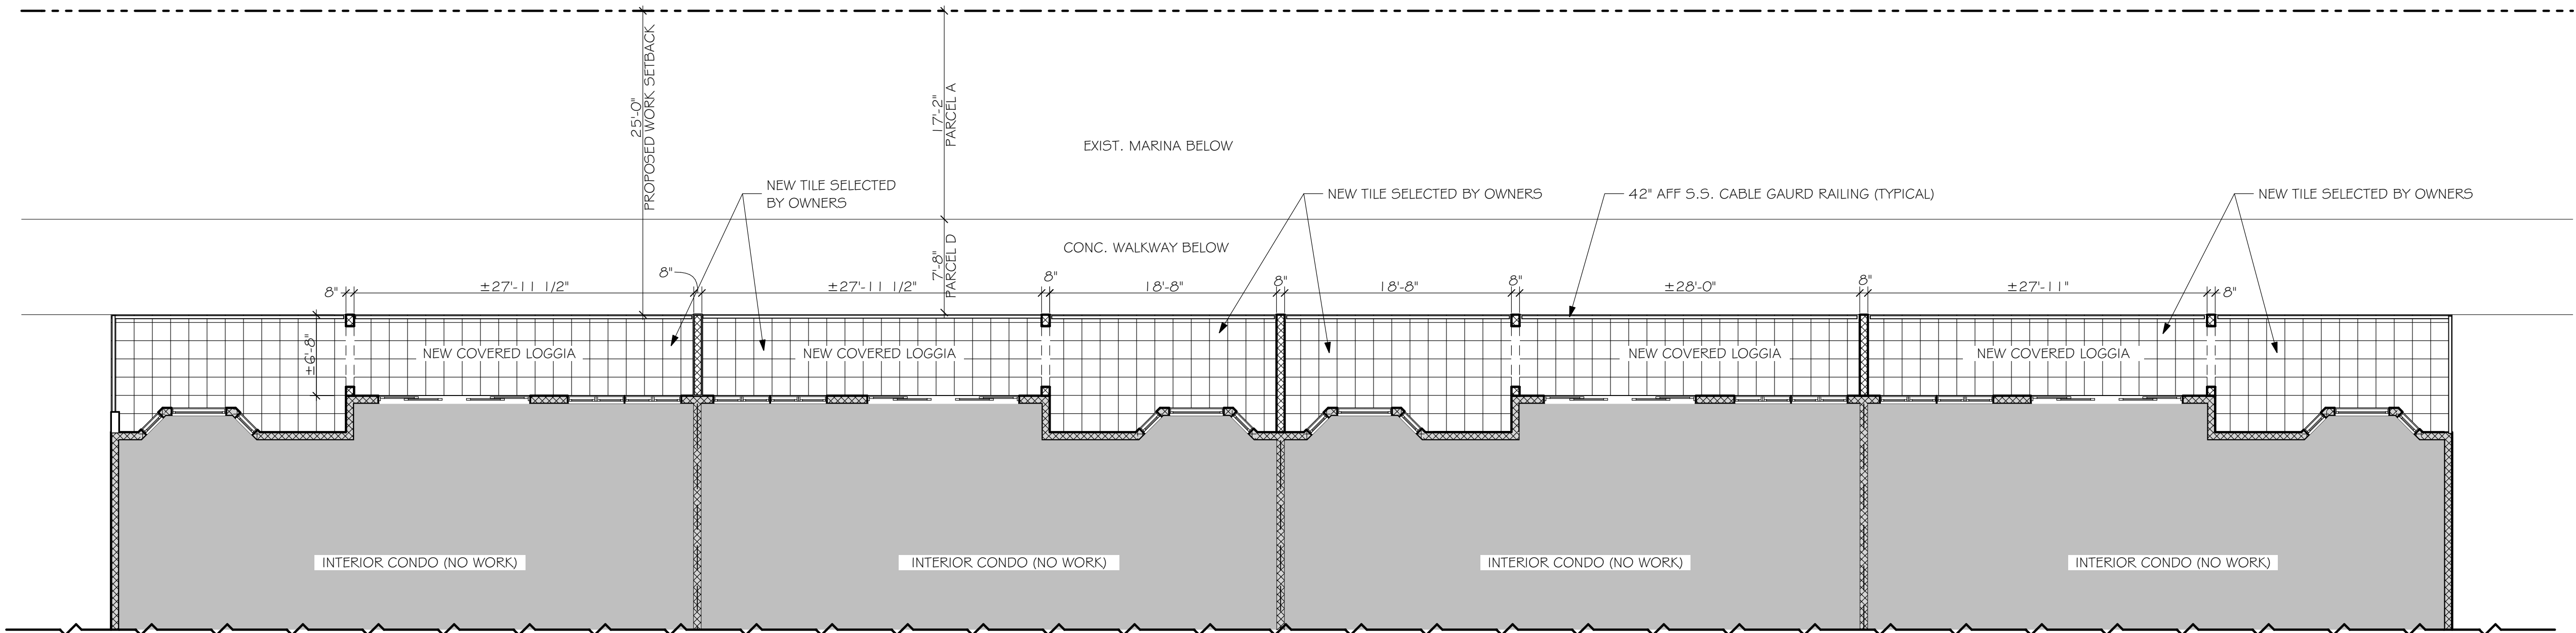 25'-0"
PROPOSED WORK SETBACK
17'-2"
PARCEL A
EXIST. MARINA BELOW
NEW TILE SELECTED
BY OWNERS
NEW TILE SELECTED BY OWNERS
42" AFF S.S. CABLE GAURD RAILING (TYPICAL)
NEW TILE SELECTED BY OWNERS
7'-8"
PARCEL D
CONC. WALKWAY BELOW
8"
±27'-11 1/2"
8"
±27'-11 1/2"
8"
18'-8"
8"
18'-8"
8"
±28'-0"
8"
±27'-11"
8"
±6'-8"
NEW COVERED LOGGIA
NEW COVERED LOGGIA
NEW COVERED LOGGIA
NEW COVERED LOGGIA
INTERIOR CONDO (NO WORK)
INTERIOR CONDO (NO WORK)
INTERIOR CONDO (NO WORK)
INTERIOR CONDO (NO WORK)